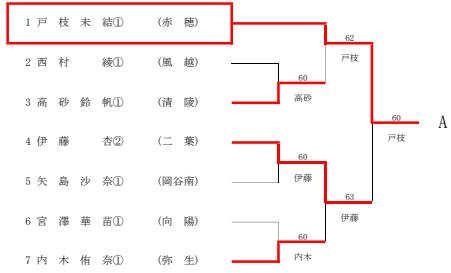 1 戸 枝 未 結① (赤 穂)
62
戸枝
2 西 村 綾① (風 越)
60
高砂
3 高 砂 鈴 帆① (清 陵)
60
戸枝
A
4 伊 藤 杏② (二 葉)
60
伊藤
5 矢 島 沙 奈① (岡谷南)
63
伊藤
6 宮 澤 華 苗① (向 陽)
60
内木
7 内 木 侑 奈① (弥 生)